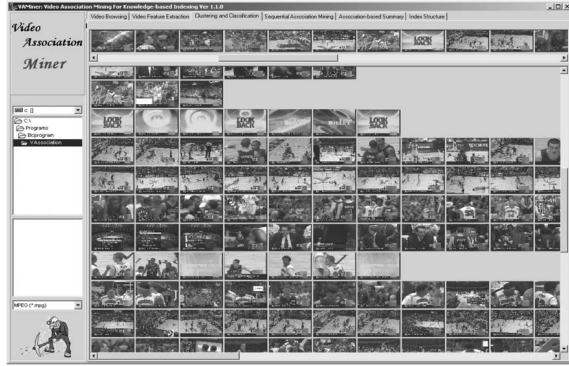 VAMiner: Video Association Mining For Knowledge-based Indexing Ver 1.1.0
Video Browsing | Video Feature Extraction | Clustering and Classification | Sequential Association Mining | Association-based Summary | Index Structure
Video
Association
Miner
LOOK
BACK
c: []
C:\
Programs
Bcprogram
VAssociation
LOOK
BACK
LOOK
BACK
LOOK
BACK
MPEG (*.mpg)